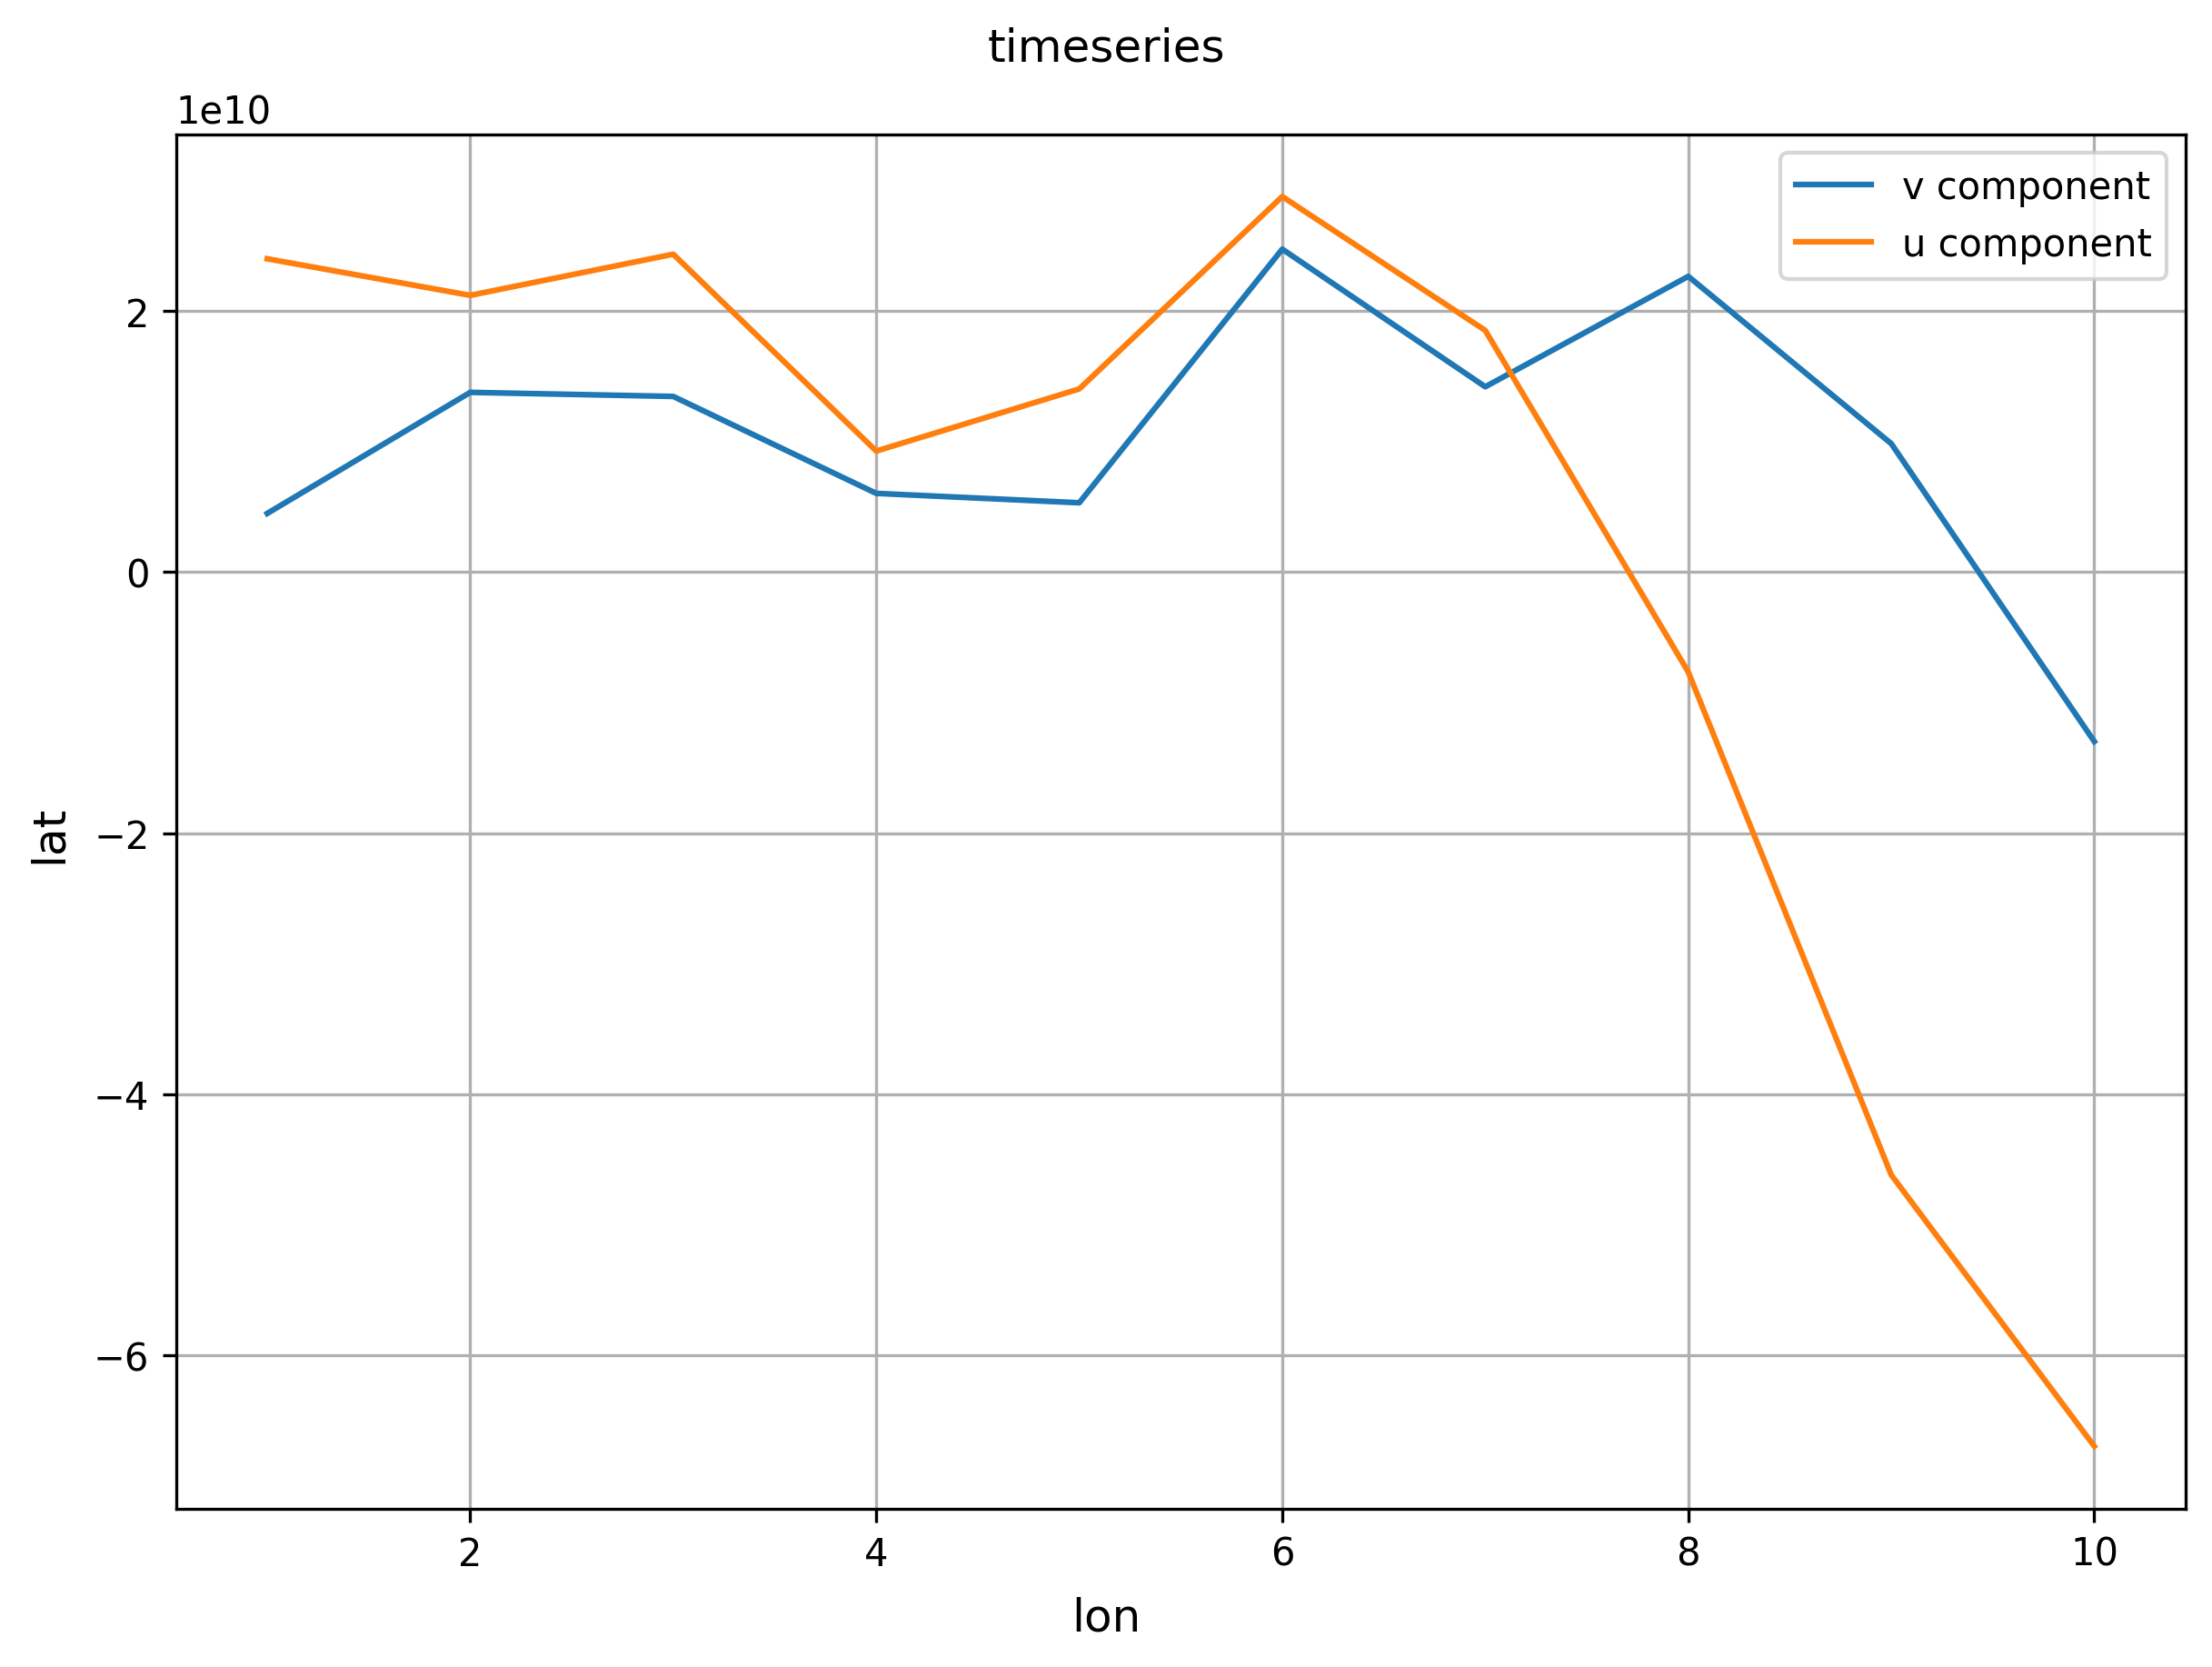 timeseries
1e10
v component
u component
2
0
−2
−4
−6
lat
2 4 6 8 10
lon